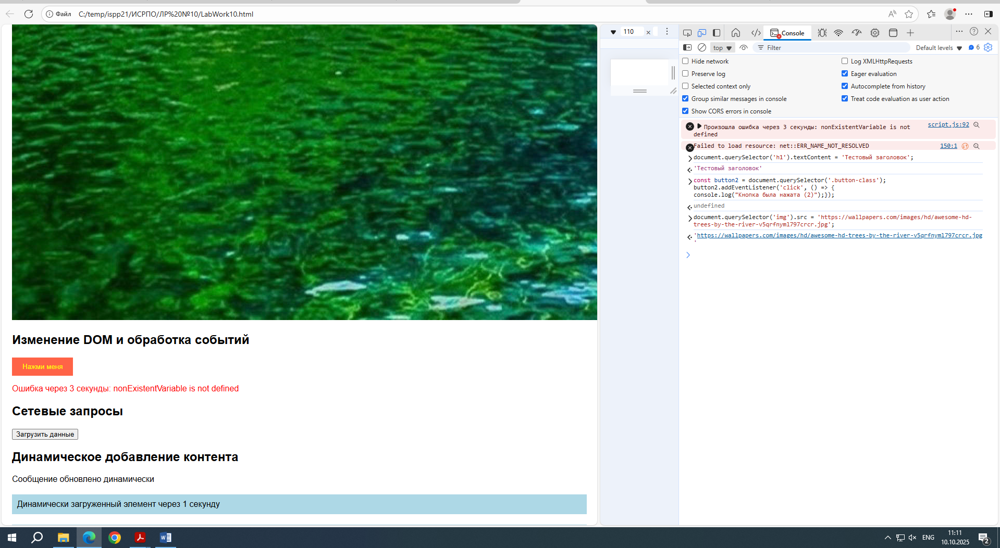 Файл
C:/temp/ispp21/ИСРПО/ЛР%20№10/LabWork10.html
110
×
Console
top
Filter
Default levels
6
Hide network
Log XMLHttpRequests
Preserve log
Eager evaluation
Selected context only
Autocomplete from history
Group similar messages in console
Treat code evaluation as user action
Show CORS errors in console
Произошла ошибка через 3 секунды: nonExistentVariable is not
script.js:92
defined
Failed to load resource: net::ERR_NAME_NOT_RESOLVED
150:1
document.querySelector('h1').textContent = 'Тестовый заголовок';
'Тестовый заголовок'
const button2 = document.querySelector('.button-class');
button2.addEventListener('click', () => {
console.log("Кнопка была нажата (2)");});
undefined
document.querySelector('img').src = 'https://wallpapers.com/images/hd/awesome-hd-
trees-by-the-river-v5qrfnyml797crcr.jpg';
'https://wallpapers.com/images/hd/awesome-hd-trees-by-the-river-v5qrfnyml797crcr.jpg
'
Изменение DOM и обработка событий
Нажми меня
Ошибка через 3 секунды: nonExistentVariable is not defined
Сетевые запросы
Загрузить данные
Динамическое добавление контента
Сообщение обновлено динамически
Динамически загруженный элемент через 1 секунду
ENG
11:11
10.10.2025
2